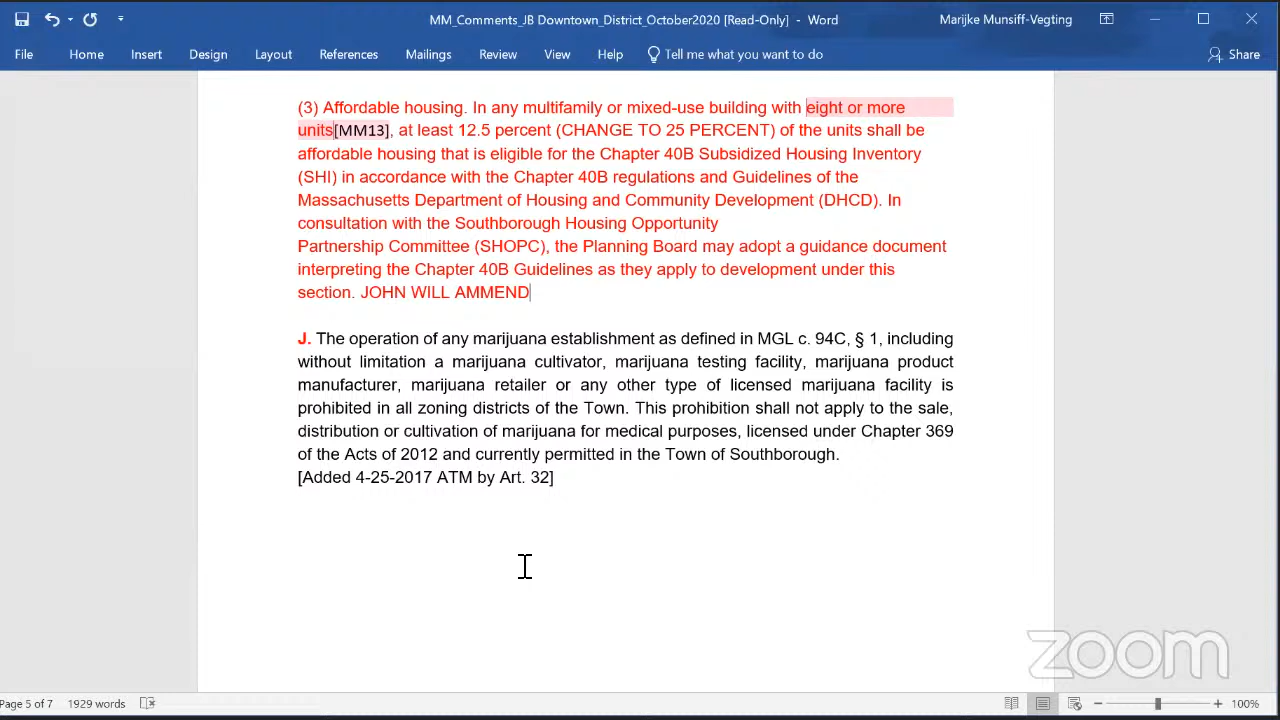 MM_Comments_JB Downtown_District_October2020 [Read-Only] - Word
Marijke Munsiff-Vegting
File Home Insert Design Layout References Mailings Review View Help Tell me what you want to do Share
(3) Affordable housing. In any multifamily or mixed-use building with eight or more
units[MM13], at least 12.5 percent (CHANGE TO 25 PERCENT) of the units shall be
affordable housing that is eligible for the Chapter 40B Subsidized Housing Inventory
(SHI) in accordance with the Chapter 40B regulations and Guidelines of the
Massachusetts Department of Housing and Community Development (DHCD). In
consultation with the Southborough Housing Opportunity
Partnership Committee (SHOPC), the Planning Board may adopt a guidance document
interpreting the Chapter 40B Guidelines as they apply to development under this
section. JOHN WILL AMMEND
J. The operation of any marijuana establishment as defined in MGL c. 94C, § 1, including
without limitation a marijuana cultivator, marijuana testing facility, marijuana product
manufacturer, marijuana retailer or any other type of licensed marijuana facility is
prohibited in all zoning districts of the Town. This prohibition shall not apply to the sale,
distribution or cultivation of marijuana for medical purposes, licensed under Chapter 369
of the Acts of 2012 and currently permitted in the Town of Southborough.
[Added 4-25-2017 ATM by Art. 32]
zoom
Page 5 of 7 1929 words 100%